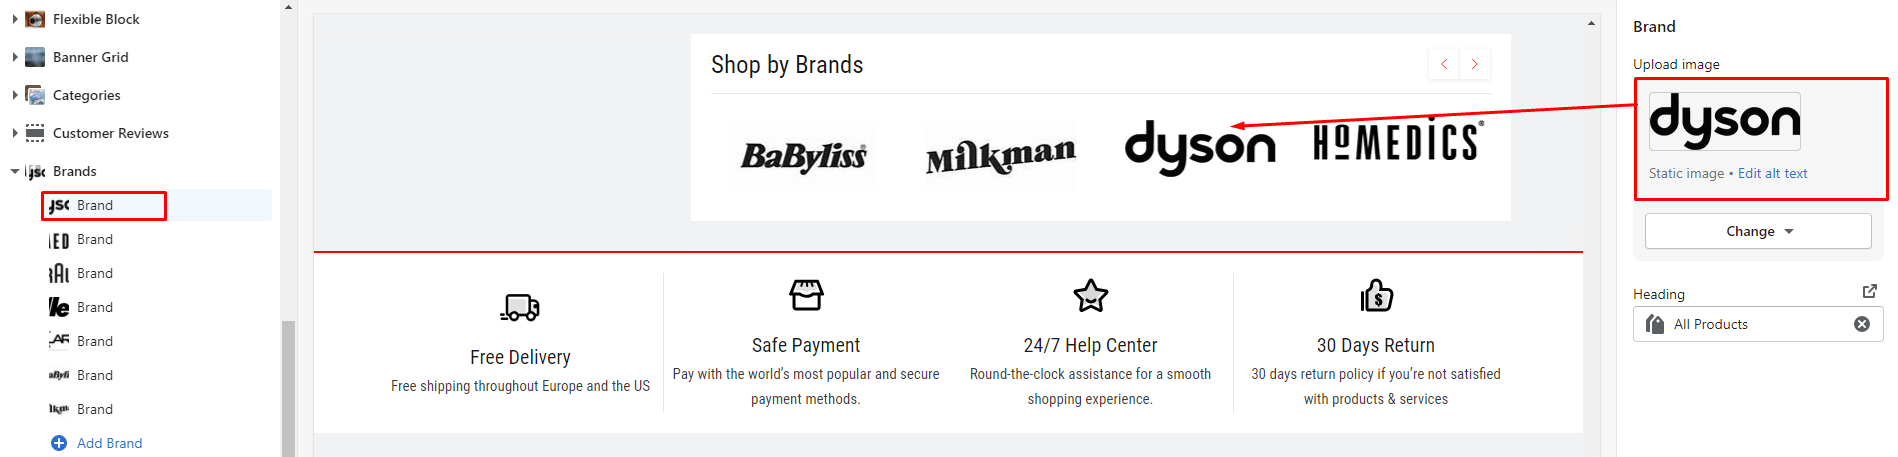 Flexible Block
Banner Grid
Categories
Customer Reviews
Brands
Brand
Brand
Brand
Brand
Brand
Brand
Brand
Add Brand
Shop by Brands
BaByliss®
Milkman
dyson
HOMEDICS®
Free Delivery
Free shipping throughout Europe and the US
Safe Payment
Pay with the world's most popular and secure
payment methods.
24/7 Help Center
Round-the-clock assistance for a smooth
shopping experience.
$
30 Days Return
30 days return policy if you're not satisfied
with products & services
Brand
Upload image
dyson
Static image • Edit alt text
Change
Heading
All Products